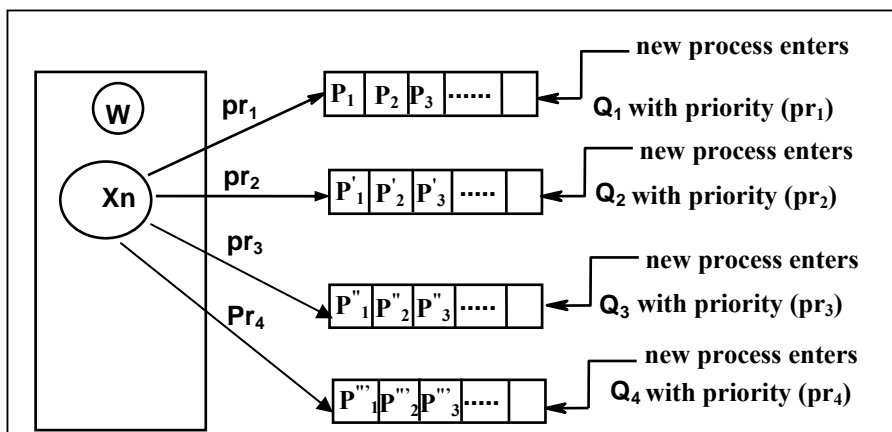 new process enters
W
pr₁
P₁ P₂ P₃ ......
Q₁ with priority (pr₁)
new process enters
Xn
pr₂
P'₁ P'₂ P'₃ .....
Q₂ with priority (pr₂)
pr₃
new process enters
P"₁ P"₂ P"₃ .....
Q₃ with priority (pr₃)
Pr₄
new process enters
P"'₁ P"'₂ P"'₃ .....
Q₄ with priority (pr₄)